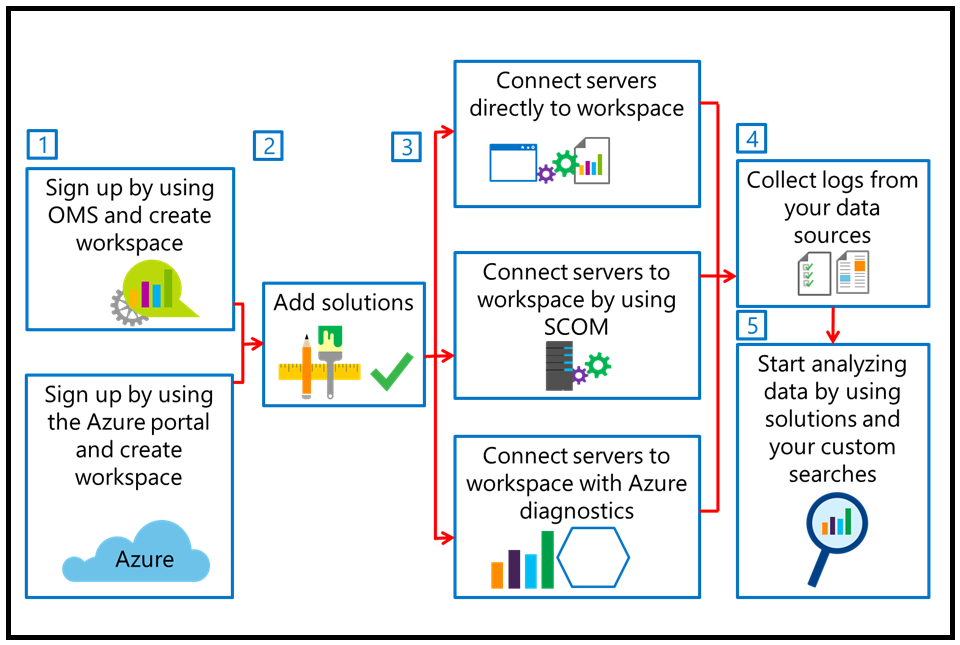 1
Sign up by using
OMS and create
workspace
Sign up by using
the Azure portal
and create
workspace
Azure
2
Add solutions
3
Connect servers
directly to workspace
Connect servers to
workspace by using
SCOM
Connect servers to
workspace with Azure
diagnostics
4
Collect logs from
your data
sources
5
Start analyzing
data by using
solutions and
your custom
searches